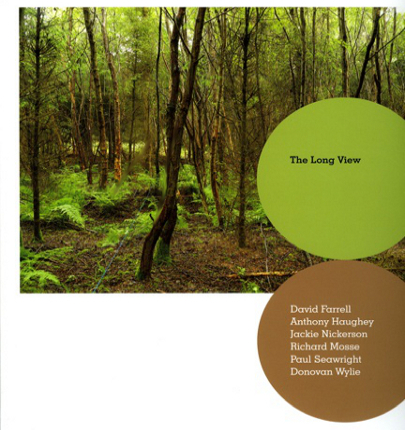 The Long View
David Farrell
Anthony Haughey
Jackie Nickerson
Richard Mosse
Paul Seawright
Donovan Wylie